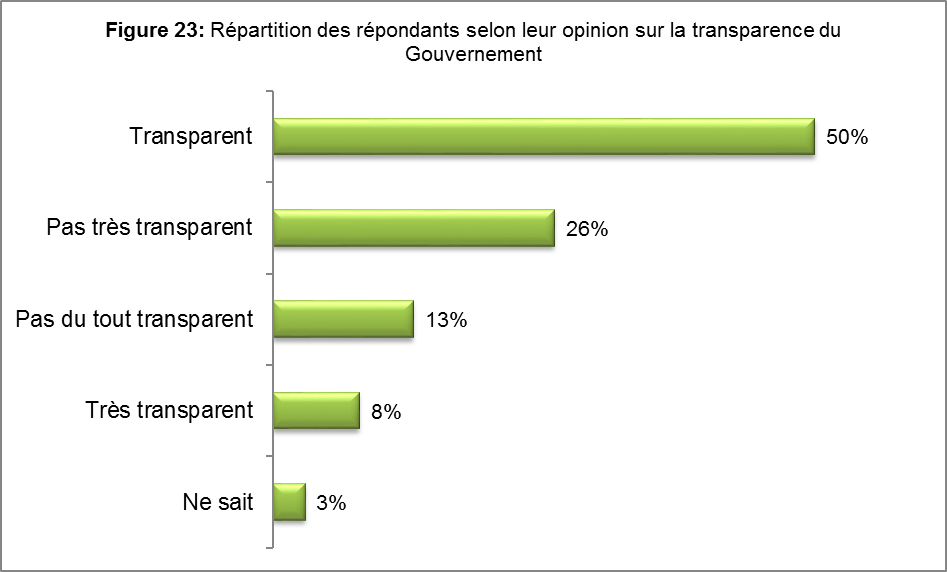 Figure 23: Répartition des répondants selon leur opinion sur la transparence du
Gouvernement
Transparent 50%
Pas très transparent 26%
Pas du tout transparent 13%
Très transparent 8%
Ne sait 3%